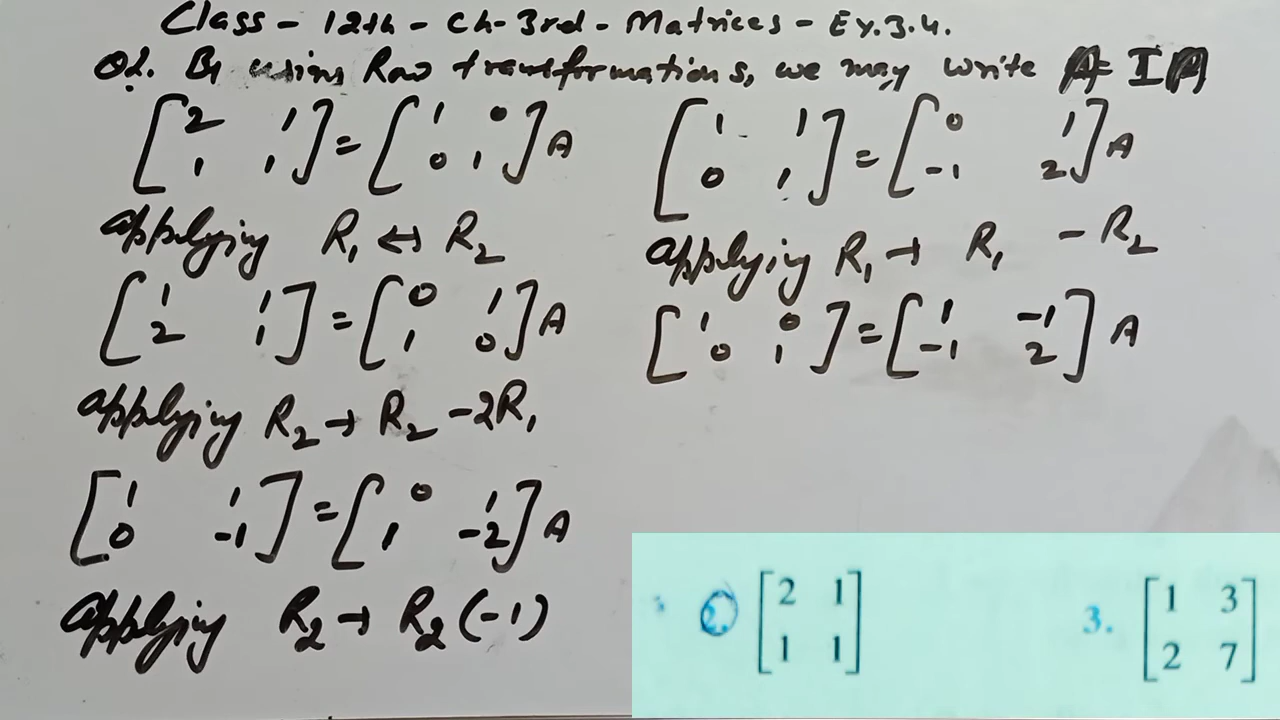 Class - 12th - Ch-3rd - Matrices - Ex.3.4.
Q2. By using Row transformations, we may write A = IA
[2 1
1 1] = [1 0
0 1] A
applying R₁ ↔ R₂
[1 1
2 1] = [0 1
1 0] A
applying R₂ → R₂ -2R₁
[1 1
0 -1] = [0 1
1 -2] A
applying R₂ → R₂ (-1)
[1 1
0 1] = [0 1
-1 2] A
applying R₁ → R₁ - R₂
[1 0
0 1] = [1 -1
-1 2] A
2. [2 1
1 1]
3. [1 3
2 7]